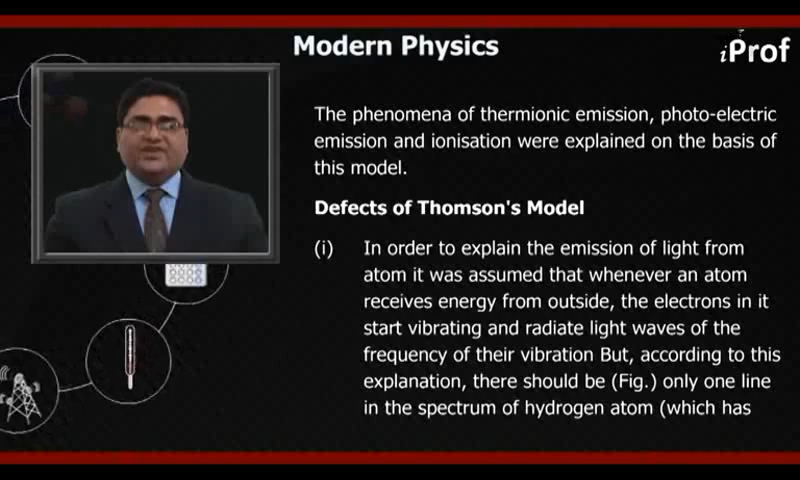 Modern Physics
iProf
The phenomena of thermionic emission, photo-electric
emission and ionisation were explained on the basis of
this model.
Defects of Thomson's Model
(i) In order to explain the emission of light from
atom it was assumed that whenever an atom
receives energy from outside, the electrons in it
start vibrating and radiate light waves of the
frequency of their vibration But, according to this
explanation, there should be (Fig.) only one line
in the spectrum of hydrogen atom (which has